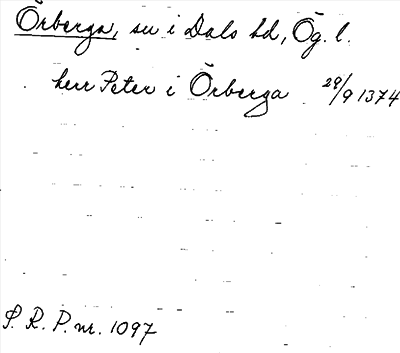 Örberga, sn i Dals hd, Ög. l.
herr Peter i Örberga 29/9 1374
S. R. P. nr. 1097